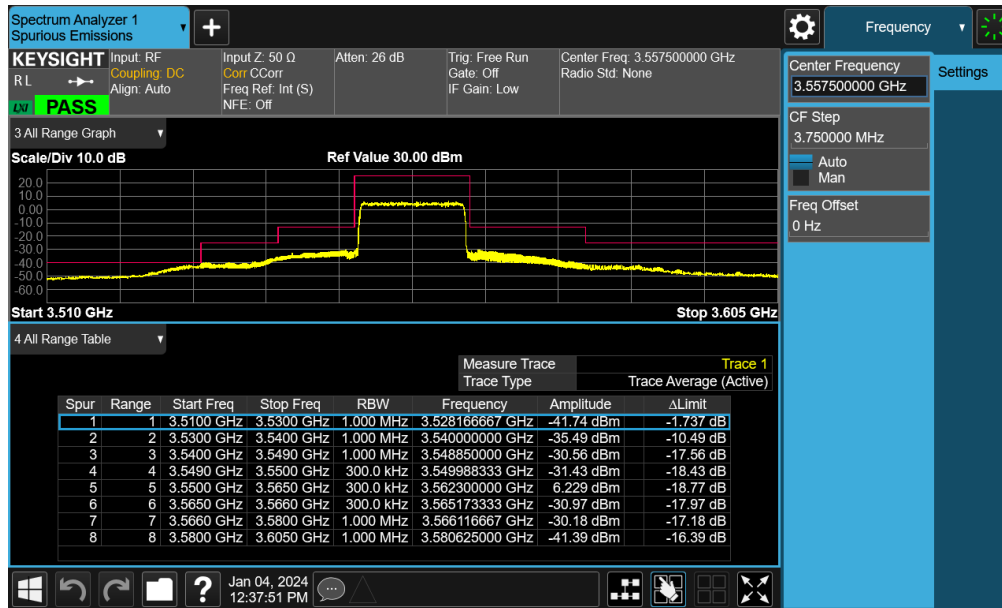 Spectrum Analyzer 1
Spurious Emissions
Frequency
KEYSIGHT
R L
LXI
PASS
Input: RF
Coupling: DC
Align: Auto
Input Z: 50 Ω
Corr CCorr
Freq Ref: Int (S)
NFE: Off
Atten: 26 dB
Trig: Free Run
Gate: Off
IF Gain: Low
Center Freq: 3.557500000 GHz
Radio Std: None
Center Frequency
3.557500000 GHz
Settings
CF Step
3.750000 MHz
Auto
Man
Freq Offset
0 Hz
3 All Range Graph
Scale/Div 10.0 dB
Ref Value 30.00 dBm
20.0
10.0
0.00
-10.0
-20.0
-30.0
-40.0
-50.0
-60.0
Start 3.510 GHz
Stop 3.605 GHz
4 All Range Table
Measure Trace Trace 1
Trace Type Trace Average (Active)
Spur Range Start Freq Stop Freq RBW Frequency Amplitude ΔLimit
1 1 3.5100 GHz 3.5300 GHz 1.000 MHz 3.528166667 GHz -41.74 dBm -1.737 dB
2 2 3.5300 GHz 3.5400 GHz 1.000 MHz 3.540000000 GHz -35.49 dBm -10.49 dB
3 3 3.5400 GHz 3.5490 GHz 1.000 MHz 3.548850000 GHz -30.56 dBm -17.56 dB
4 4 3.5490 GHz 3.5500 GHz 300.0 kHz 3.549988333 GHz -31.43 dBm -18.43 dB
5 5 3.5500 GHz 3.5650 GHz 300.0 kHz 3.562300000 GHz 6.229 dBm -18.77 dB
6 6 3.5650 GHz 3.5660 GHz 300.0 kHz 3.565173333 GHz -30.97 dBm -17.97 dB
7 7 3.5660 GHz 3.5800 GHz 1.000 MHz 3.566116667 GHz -30.18 dBm -17.18 dB
8 8 3.5800 GHz 3.6050 GHz 1.000 MHz 3.580625000 GHz -41.39 dBm -16.39 dB
?
Jan 04, 2024
12:37:51 PM